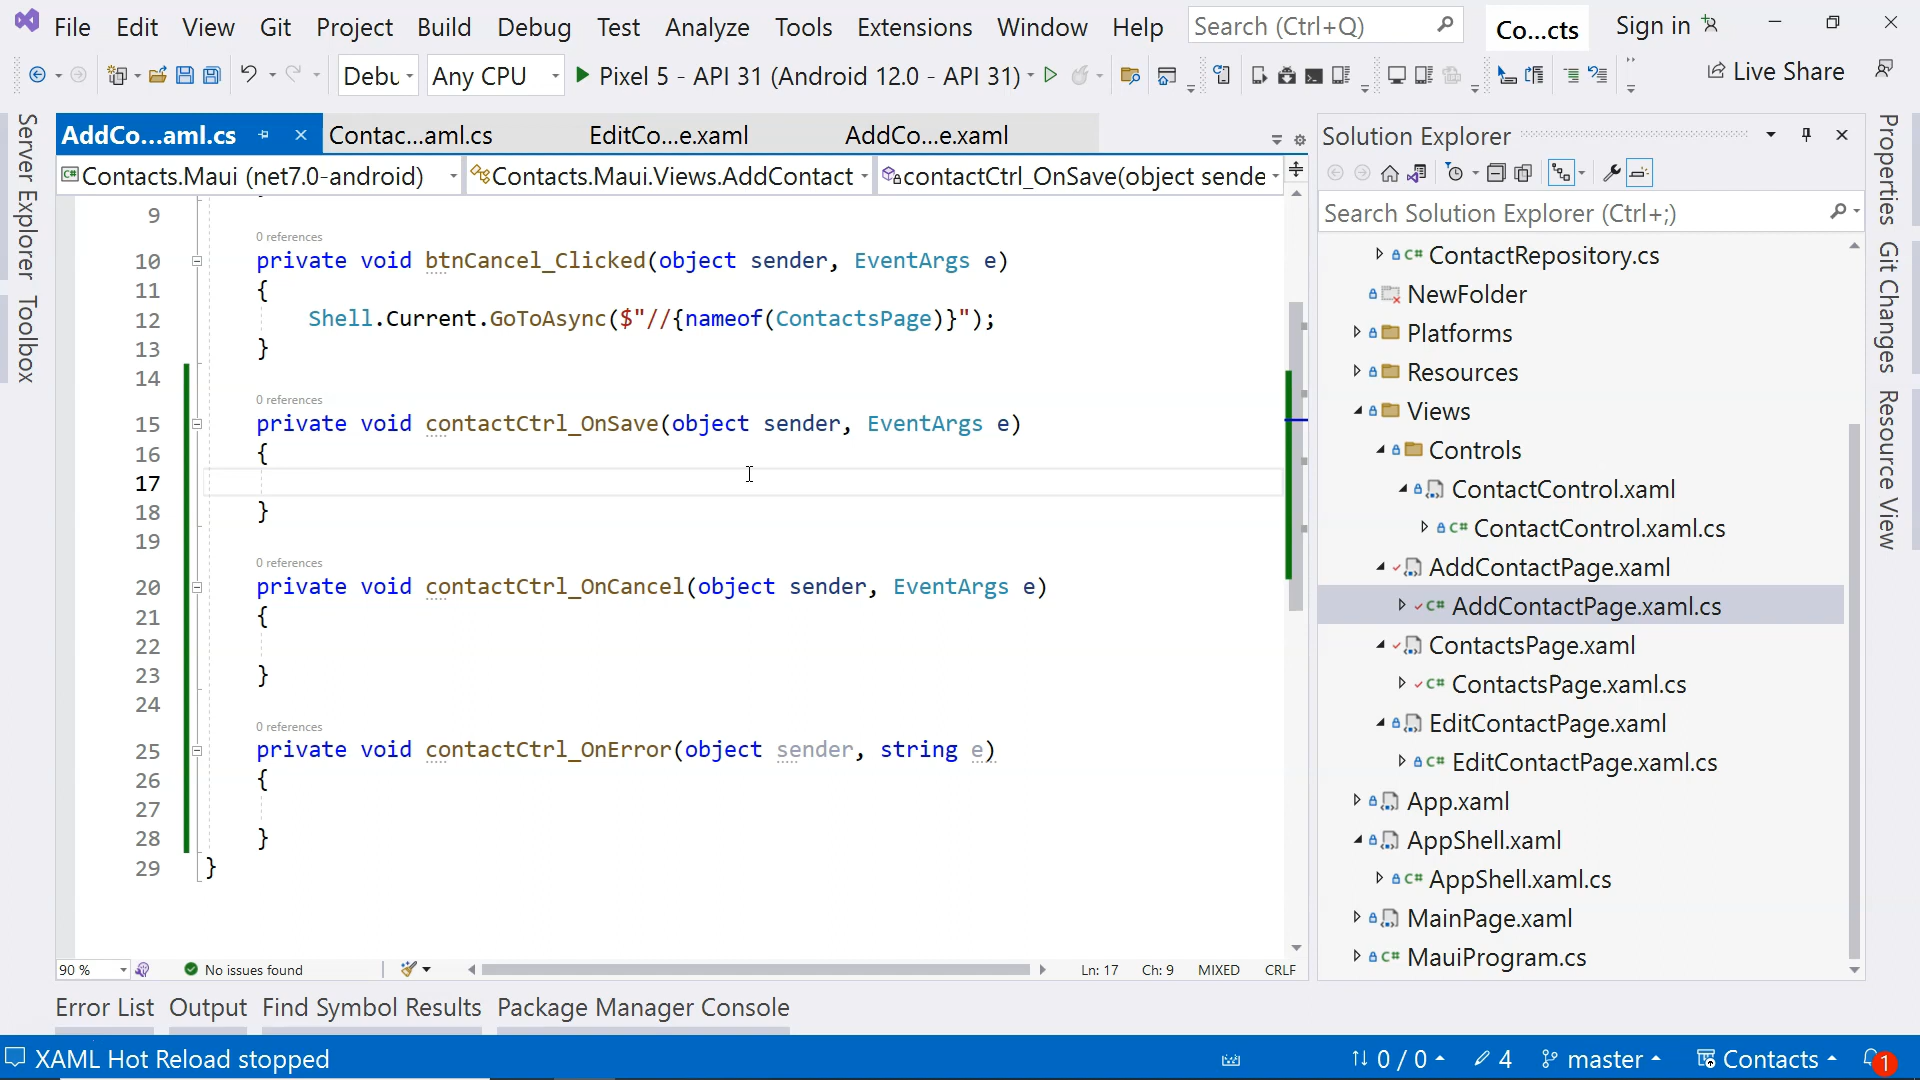 File Edit View Git Project Build Debug Test Analyze Tools Extensions Window Help Search (Ctrl+Q) Co...cts Sign in
Debu Any CPU Pixel 5 - API 31 (Android 12.0 - API 31) Live Share
AddCo...aml.cs Contac...aml.cs EditCo...e.xaml AddCo...e.xaml
Contacts.Maui (net7.0-android) Contacts.Maui.Views.AddContact contactCtrl_OnSave(object sende
9
0 references
10 private void btnCancel_Clicked(object sender, EventArgs e)
11 {
12 Shell.Current.GoToAsync($"//{nameof(ContactsPage)}");
13 }
14
0 references
15 private void contactCtrl_OnSave(object sender, EventArgs e)
16 {
17
18 }
19
0 references
20 private void contactCtrl_OnCancel(object sender, EventArgs e)
21 {
22
23 }
24
0 references
25 private void contactCtrl_OnError(object sender, string e)
26 {
27
28 }
29 }
90 % No issues found Ln: 17 Ch: 9 MIXED CRLF
Server Explorer
Toolbox
Solution Explorer
Search Solution Explorer (Ctrl+;)
C# ContactRepository.cs
NewFolder
Platforms
Resources
Views
Controls
ContactControl.xaml
C# ContactControl.xaml.cs
AddContactPage.xaml
C# AddContactPage.xaml.cs
ContactsPage.xaml
C# ContactsPage.xaml.cs
EditContactPage.xaml
C# EditContactPage.xaml.cs
App.xaml
AppShell.xaml
C# AppShell.xaml.cs
MainPage.xaml
C# MauiProgram.cs
Properties
Git Changes
Resource View
Error List Output Find Symbol Results Package Manager Console
XAML Hot Reload stopped 0 / 0 4 master Contacts 1